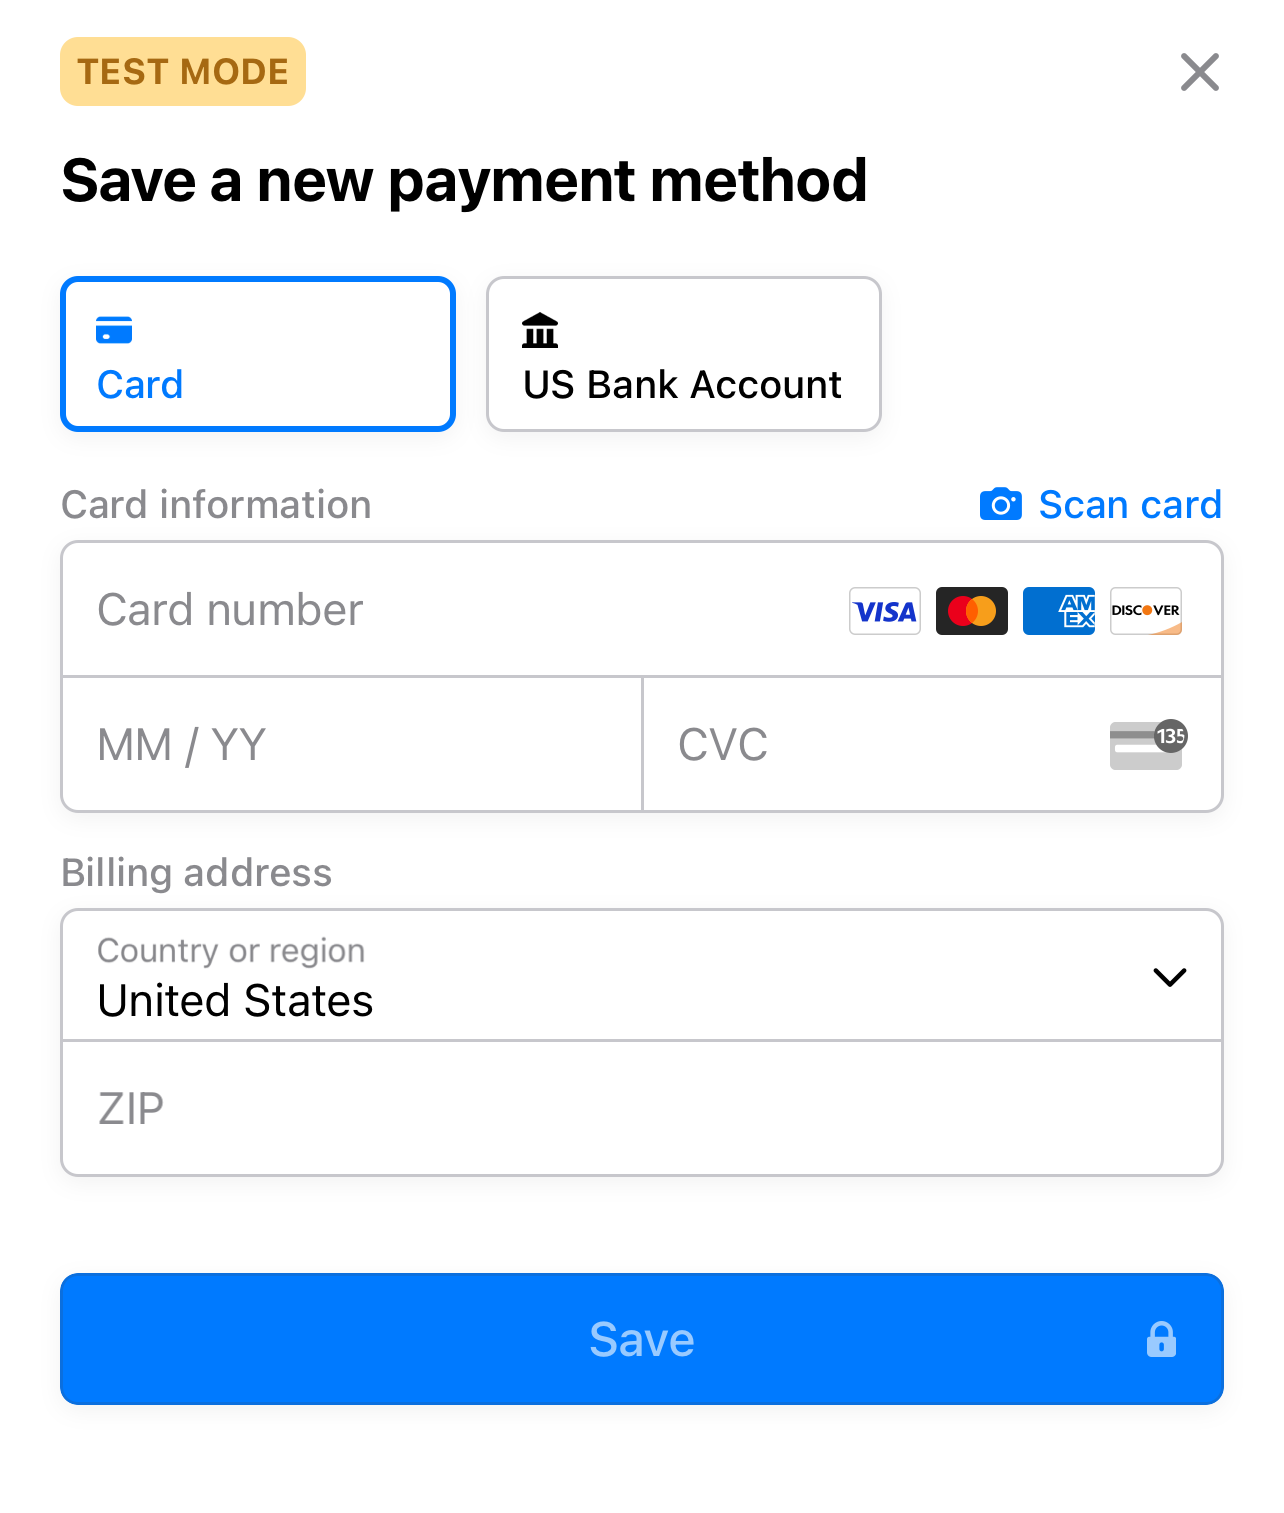 TEST MODE
Save a new payment method
Card
US Bank Account
Card information
Scan card
Card number
VISA
AM
EX
DISCOVER
MM / YY
CVC
135
Billing address
Country or region
United States
ZIP
Save